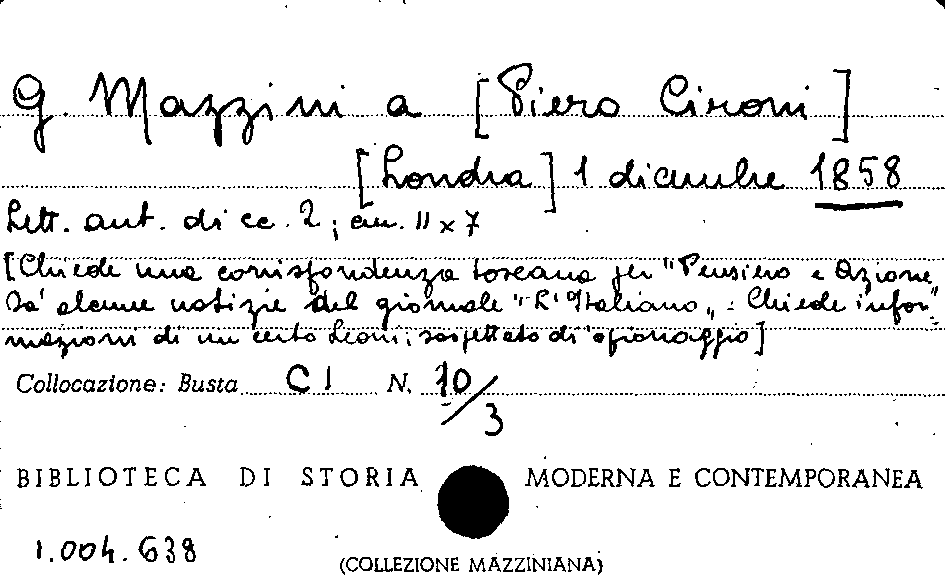 G. Mazzini a [Piero Cironi]
[Londra] 1 dicembre 1858
Lett. aut. di cc. 2; cm. 11 x 7
[Chiede una corrispondenza toscana per "Pensiero e Azione"
Da' alcune notizie del giornale "L'Italiano". Chiede infor
mazioni di un certo Leoni, sospettato di spionaggio]
Collocazione: Busta C I N. 10/3
BIBLIOTECA DI STORIA MODERNA E CONTEMPORANEA
1.004.638
(COLLEZIONE MAZZINIANA)